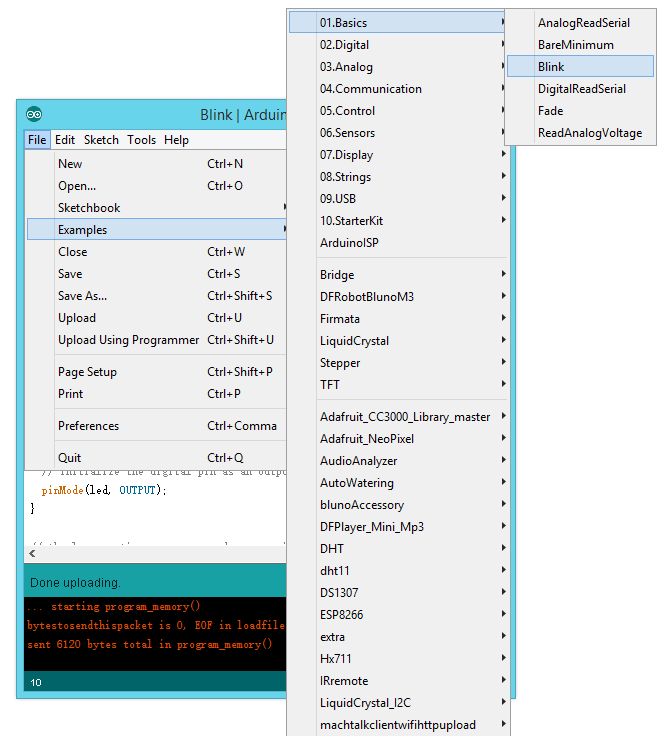 Blink | Arduin
File Edit Sketch Tools Help
New Ctrl+N
Open... Ctrl+O
Sketchbook
Examples
Close Ctrl+W
Save Ctrl+S
Save As... Ctrl+Shift+S
Upload Ctrl+U
Upload Using Programmer Ctrl+Shift+U
Page Setup Ctrl+Shift+P
Print Ctrl+P
Preferences Ctrl+Comma
Quit Ctrl+Q
01.Basics
02.Digital
03.Analog
04.Communication
05.Control
06.Sensors
07.Display
08.Strings
09.USB
10.StarterKit
ArduinoISP
Bridge
DFRobotBlunoM3
Firmata
LiquidCrystal
Stepper
TFT
Adafruit_CC3000_Library_master
Adafruit_NeoPixel
AudioAnalyzer
AutoWatering
blunoAccessory
DFPlayer_Mini_Mp3
DHT
dht11
DS1307
ESP8266
extra
Hx711
IRremote
LiquidCrystal_I2C
machtalkclientwifihttpupload
AnalogReadSerial
BareMinimum
Blink
DigitalReadSerial
Fade
ReadAnalogVoltage
// initialize the digital pin as an outpu
pinMode(led, OUTPUT);
}
Done uploading.
... starting program_memory()
bytestosendthispacket is 0, EOF in loadfile
sent 6120 bytes total in program_memory()
10